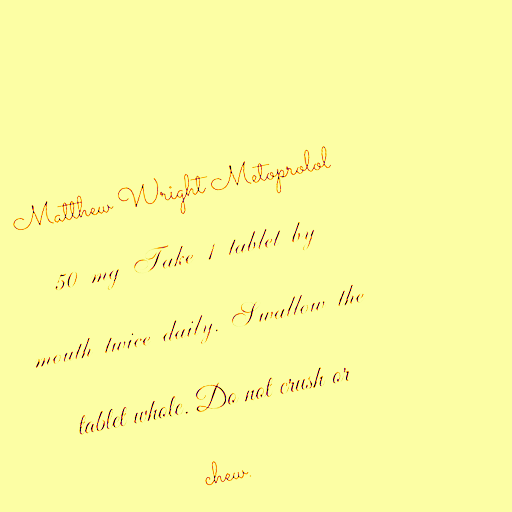 Matthew Wright Metoprolol
50 mg Take 1 tablet by
mouth twice daily. Swallow the
tablet whole. Do not crush or
chew.